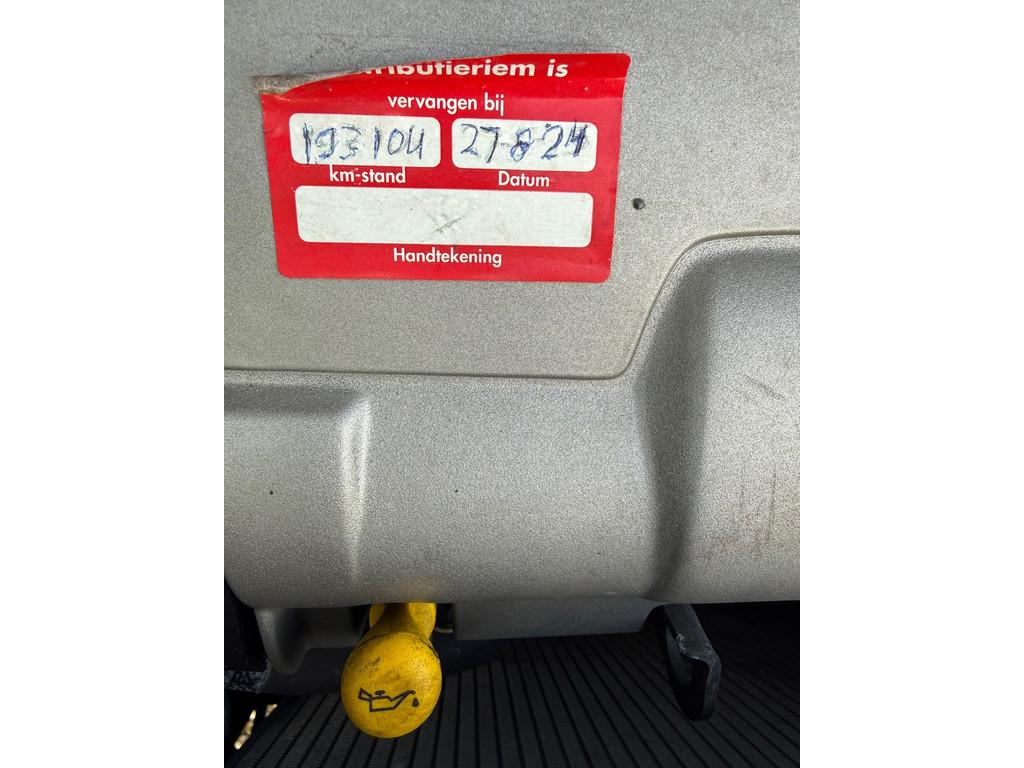 distributieriem is
vervangen bij
193104 27-8-24
km-stand Datum
Handtekening